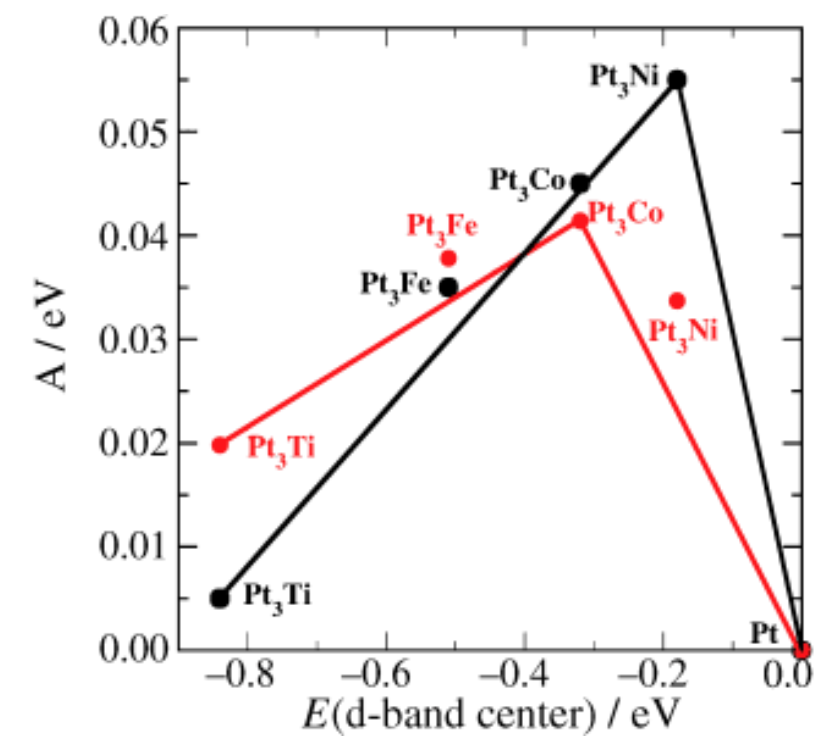 0.06
Pt3Ni
0.05
Pt3Co
Pt3Co
Pt3Fe
0.04
Pt3Fe
A / eV
0.03
Pt3Ni
0.02
Pt3Ti
0.01
Pt3Ti
Pt
0.00
−0.8 −0.6 −0.4 −0.2 0.0
E(d-band center) / eV